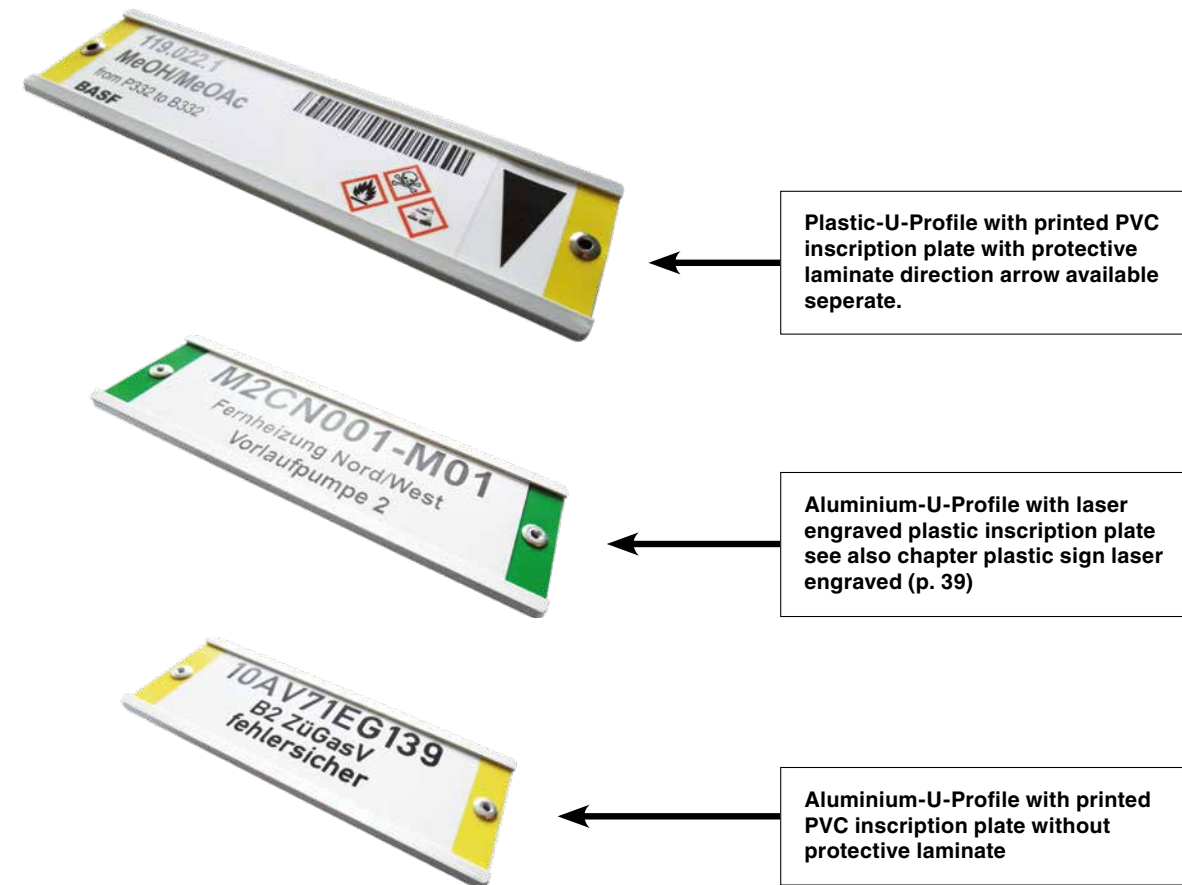 119.022.1
MeOH/MeOAc
from P332 to B332
BASF
Plastic-U-Profile with printed PVC
inscription plate with protective
laminate direction arrow available
seperate.
M2CN001-M01
Fernheizung Nord/West
Vorlaufpumpe 2
Aluminium-U-Profile with laser
engraved plastic inscription plate
see also chapter plastic sign laser
engraved (p. 39)
10AV71EG139
B2 ZüGasV
fehlersicher
Aluminium-U-Profile with printed
PVC inscription plate without
protective laminate